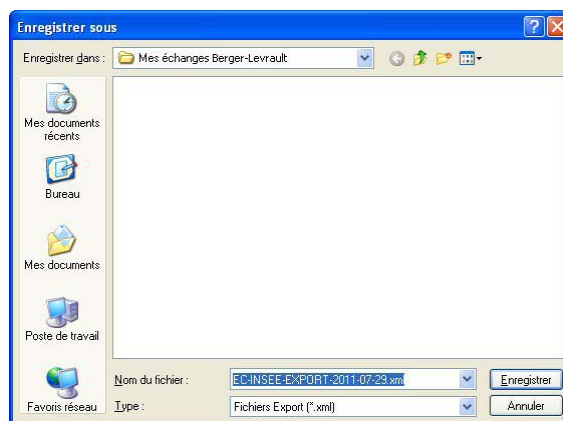 Enregistrer sous
Enregistrer dans :
Mes échanges Berger-Levrault
Mes documents
récents
Bureau
Mes documents
Poste de travail
Favoris réseau
Nom du fichier :
EC-INSEE-EXPORT-2011-07-29.xml
Enregistrer
Type :
Fichiers Export (*.xml)
Annuler